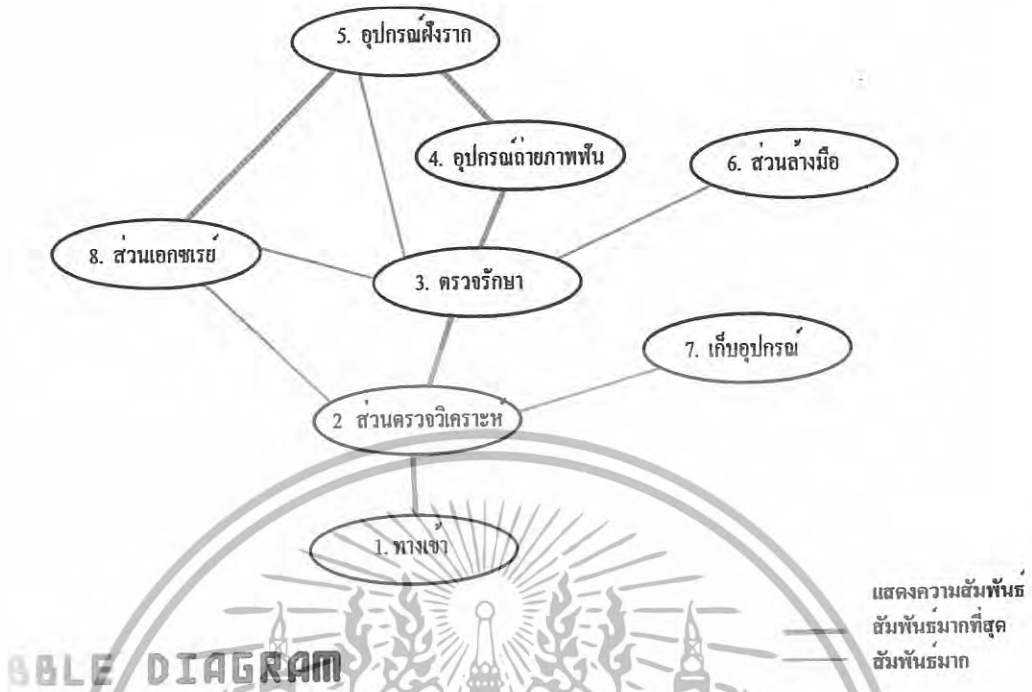 5. อุปกรณ์ฝังราก
4. อุปกรณ์ถ่ายภาพฟัน
6. ส่วนล้างมือ
8. ส่วนเอกซเรย์
3. ตรวจรักษา
7. เก็บอุปกรณ์
2 ส่วนตรวจวิเคราะห์
1. ทางเข้า
แสดงความสัมพันธ์
สัมพันธ์มากที่สุด
สัมพันธ์มาก
BBLE DIAGRAM